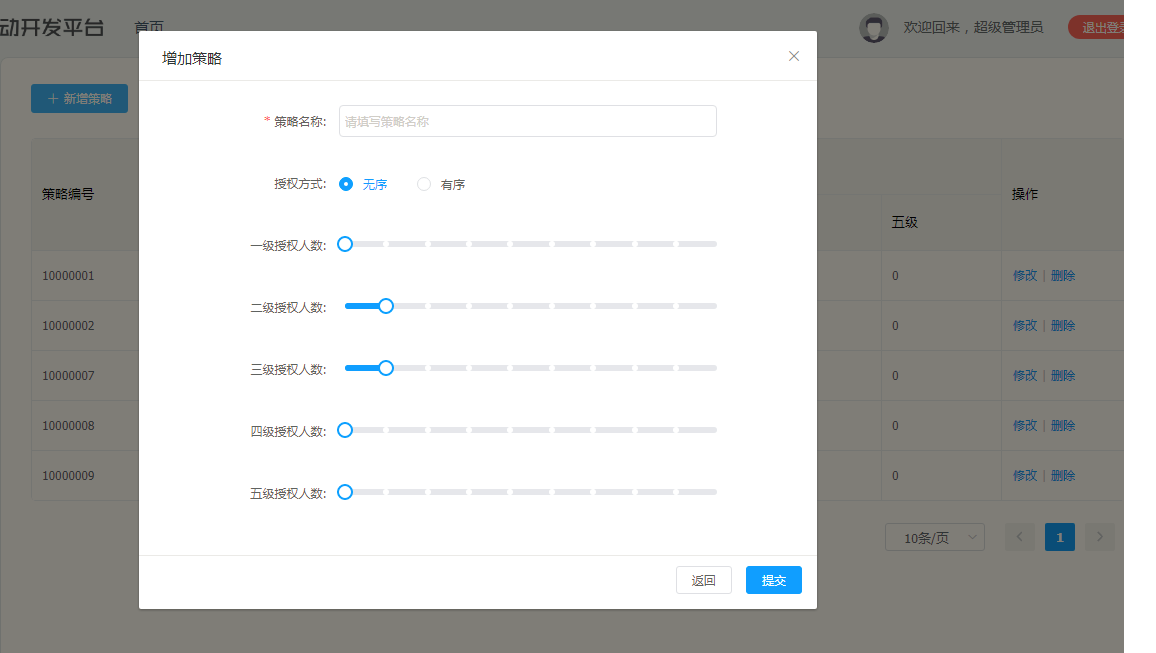 动开发平台
首页
欢迎回来，超级管理员
退出登录
增加策略
新增策略
* 策略名称:
请填写策略名称
授权方式:
无序
有序
一级授权人数:
二级授权人数:
三级授权人数:
四级授权人数:
五级授权人数:
策略编号
五级
操作
10000001
0
修改 | 删除
10000002
0
修改 | 删除
10000007
0
修改 | 删除
10000008
0
修改 | 删除
10000009
0
修改 | 删除
10条/页
1
返回
提交